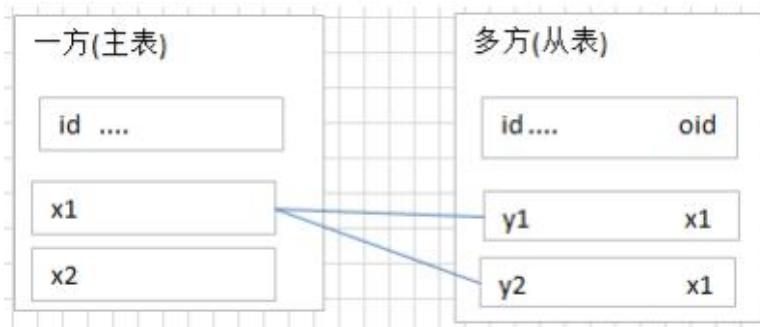 一方(主表)
id ....
x1
x2
多方(从表)
id.... oid
y1 x1
y2 x1